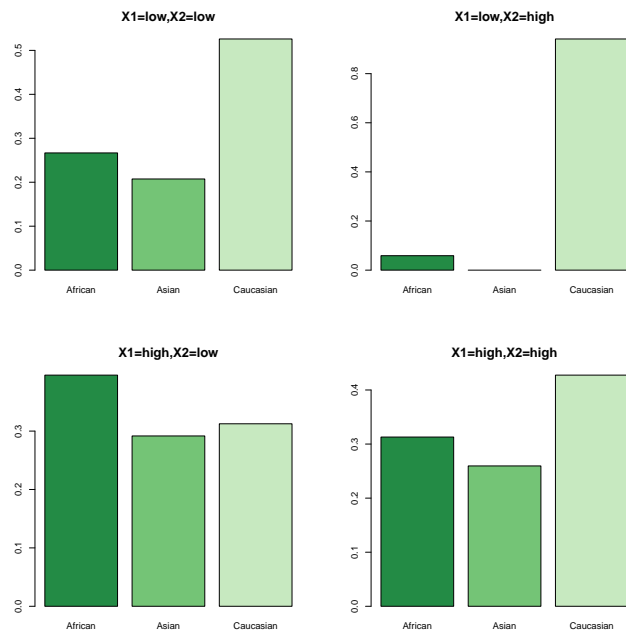 X1=low,X2=low
0.5
0.4
0.3
0.2
0.1
0.0
African Asian Caucasian
X1=low,X2=high
0.8
0.6
0.4
0.2
0.0
African Asian Caucasian
X1=high,X2=low
0.3
0.2
0.1
0.0
African Asian Caucasian
X1=high,X2=high
0.4
0.3
0.2
0.1
0.0
African Asian Caucasian